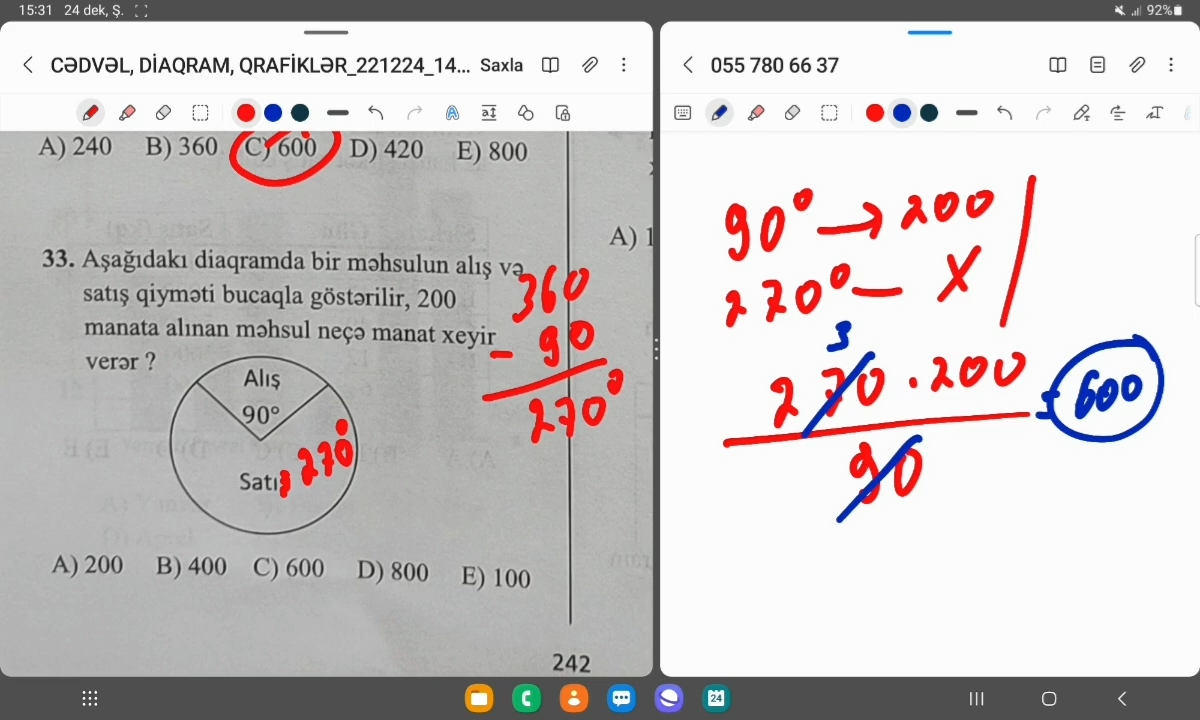 15:31 24 dek, Ş.
92%
CƏDVƏL, DİAQRAM, QRAFİKLƏR_221224_14... Saxla
A) 240 B) 360 C) 600 D) 420 E) 800
33. Aşağıdakı diaqramda bir məhsulun alış və
satış qiyməti bucaqla göstərilir, 200
manata alınan məhsul neçə manat xeyir
verər ?
Alış
90°
Satış 270°
A) 200 B) 400 C) 600 D) 800 E) 100
360
- 90
270°
A) 1
242
055 780 66 37
90° → 200
270° — X
3
270 · 200 = 600
90
24